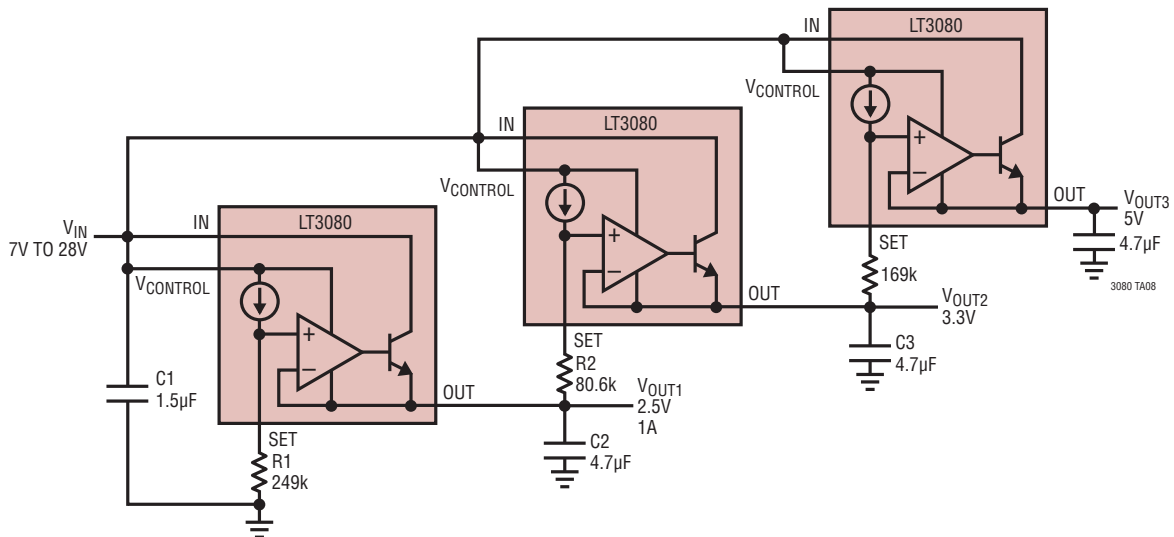 IN
LT3080
VCONTROL
+
−
OUT
VOUT3
5V
4.7µF
SET
169k
3080 TA08
IN
LT3080
VCONTROL
+
−
OUT
VOUT2
3.3V
C3
4.7µF
SET
R2
80.6k
VIN
7V TO 28V
IN
LT3080
VCONTROL
+
−
OUT
VOUT1
2.5V
1A
C1
1.5µF
SET
R1
249k
C2
4.7µF